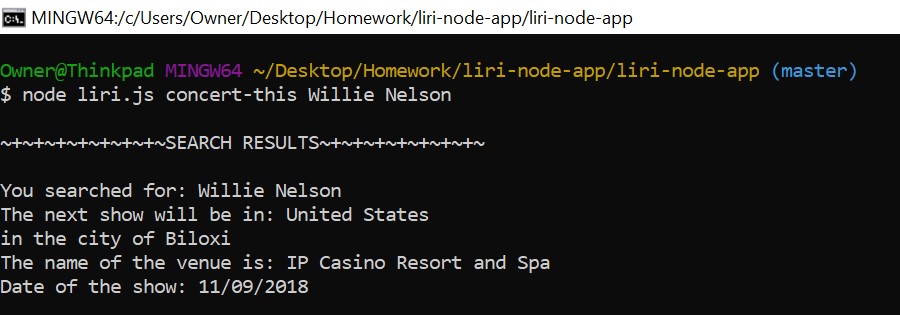 MINGW64:/c/Users/Owner/Desktop/Homework/liri-node-app/liri-node-app
Owner@Thinkpad MINGW64 ~/Desktop/Homework/liri-node-app/liri-node-app (master)
$ node liri.js concert-this Willie Nelson
~+~+~+~+~+~+~+~SEARCH RESULTS~+~+~+~+~+~+~+~+~
You searched for: Willie Nelson
The next show will be in: United States
in the city of Biloxi
The name of the venue is: IP Casino Resort and Spa
Date of the show: 11/09/2018